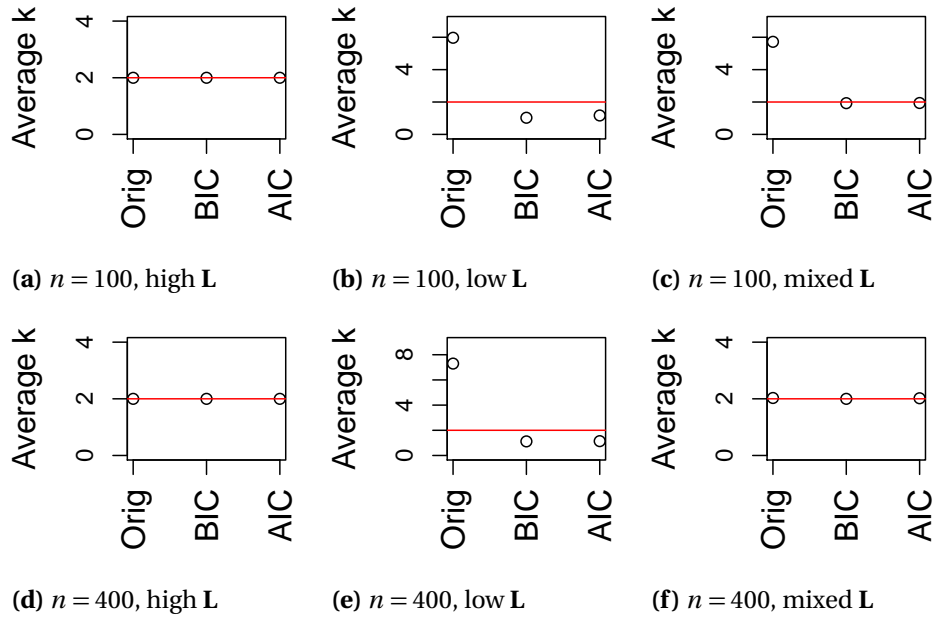 Average k
4
2
0
Orig
BIC
AIC
(a) n = 100, high L
Average k
4
0
Orig
BIC
AIC
(b) n = 100, low L
Average k
4
0
Orig
BIC
AIC
(c) n = 100, mixed L
Average k
4
2
0
Orig
BIC
AIC
(d) n = 400, high L
Average k
8
4
0
Orig
BIC
AIC
(e) n = 400, low L
Average k
4
2
0
Orig
BIC
AIC
(f) n = 400, mixed L